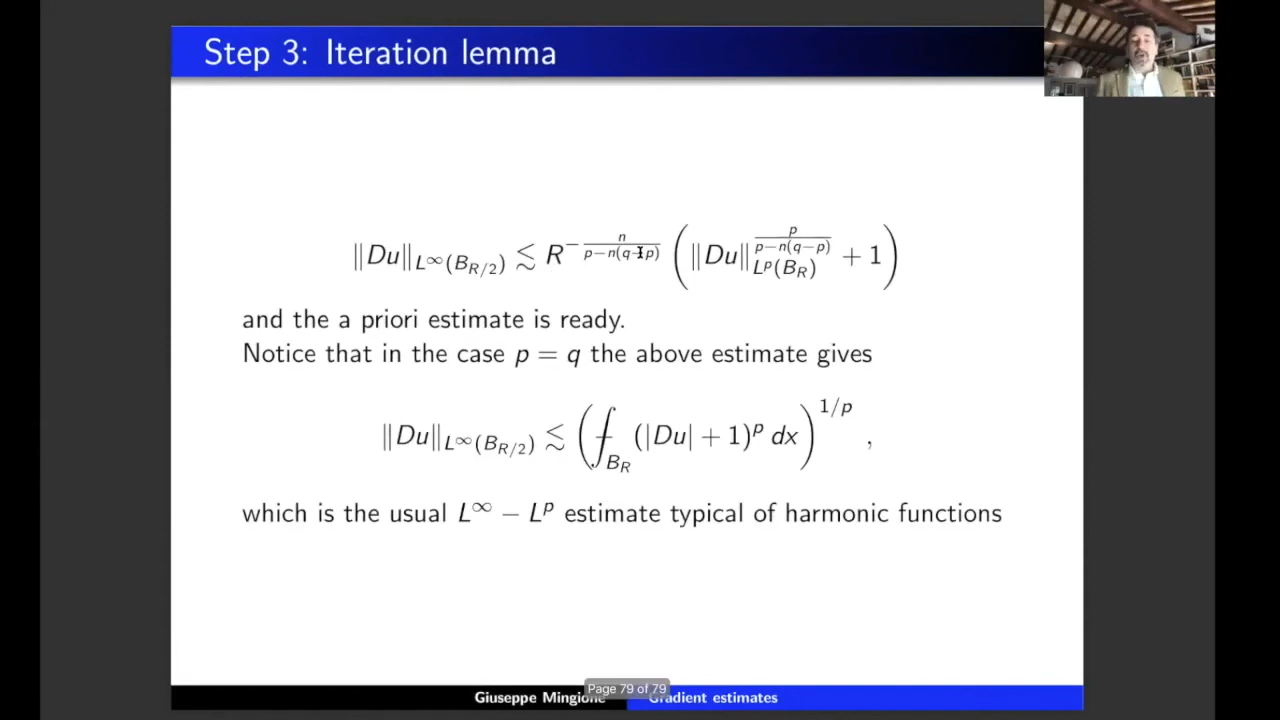 Step 3: Iteration lemma
‖Du‖_{L^∞(B_{R/2})} ≲ R^{-\frac{n}{p-n(q-p)}} ( ‖Du‖_{L^p(B_R)}^{\frac{p}{p-n(q-p)}} + 1 )
and the a priori estimate is ready.
Notice that in the case p = q the above estimate gives
‖Du‖_{L^∞(B_{R/2})} ≲ ( ⨍_{B_R} (|Du| + 1)^p dx )^{1/p} ,
which is the usual L^∞ − L^p estimate typical of harmonic functions
Giuseppe Mingione Gradient estimates
Page 79 of 79